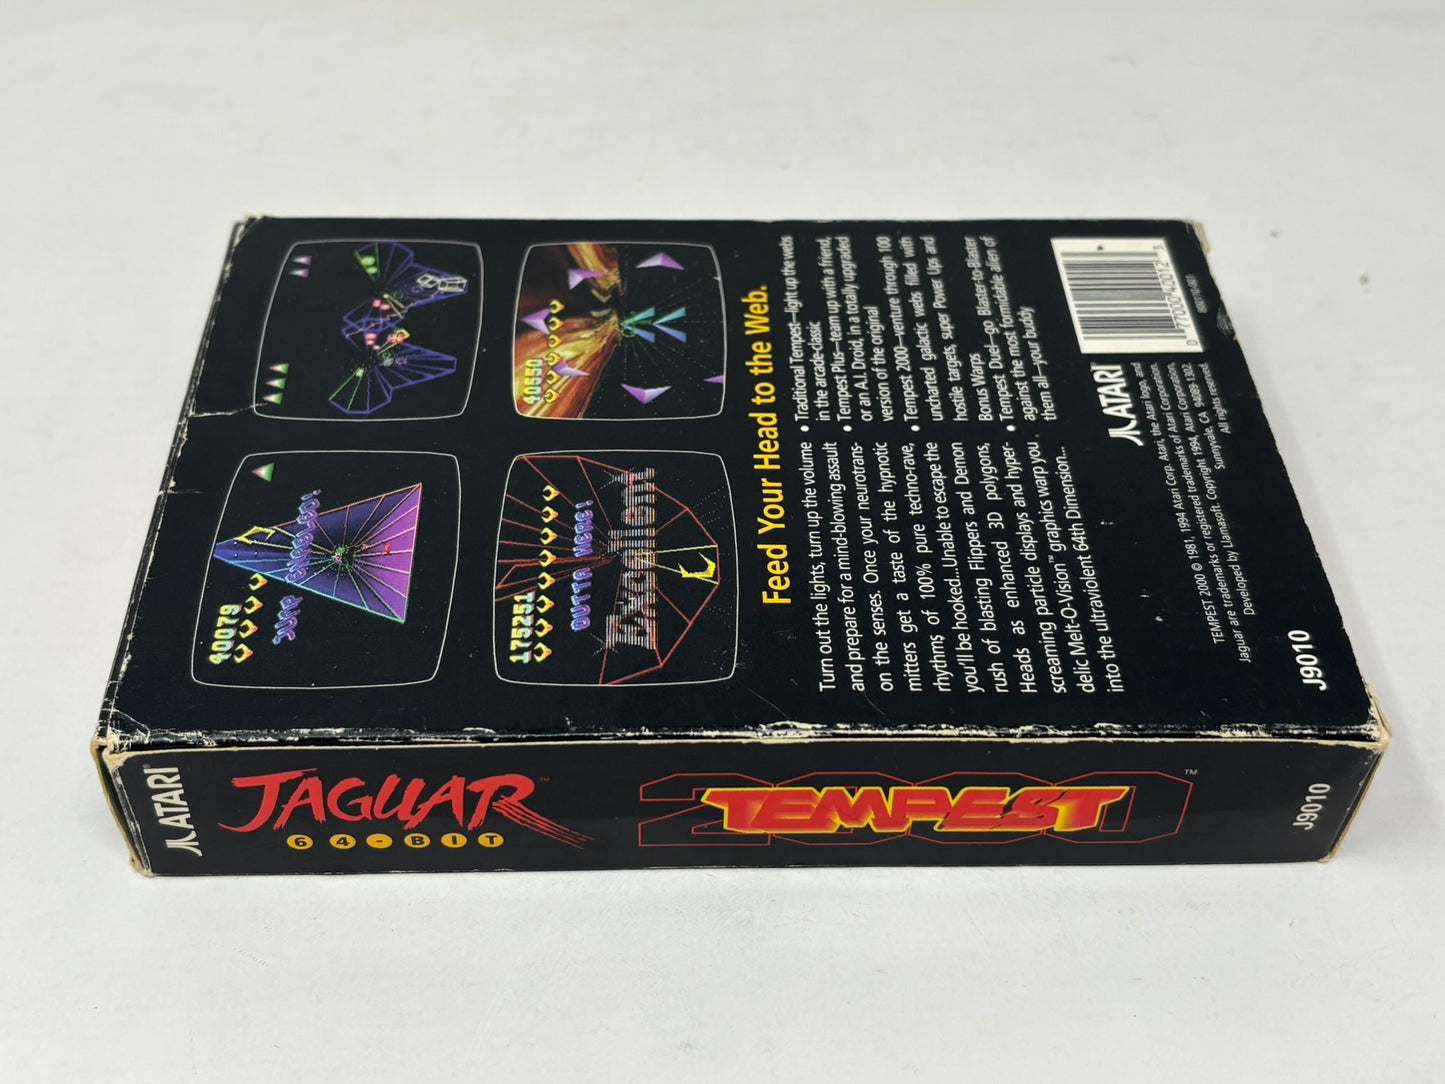 40079
JUMP ENABLED!
175251
OUTTA HERE!
Excellent
40550
Feed Your Head to the Web.
Turn out the lights, turn up the volume
and prepare for a mind-blowing assault
on the senses. Once your neurotrans-
mitters get a taste of the hypnotic
rhythms of 100% pure techno-rave,
you'll be hooked...Unable to escape the
rush of blasting Flippers and Demon
Heads as enhanced 3D polygons,
screaming particle displays and hyper-
delic Melt-O-Vision™ graphics warp you
into the ultraviolent 64th Dimension...
• Traditional Tempest—light up the webs
in the arcade-classic
• Tempest Plus—team up with a friend,
or an A.I. Droid, in a totally upgraded
version of the original
• Tempest 2000—venture through 100
uncharted galactic webs filled with
hostile targets, super Power Ups and
Bonus Warps
• Tempest Duel—go Blaster-to-Blaster
against the most formidable alien of
them all—your buddy
ATARI
TEMPEST 2000 © 1981, 1994 Atari Corp. Atari, the Atari logo, and
Jaguar are trademarks or registered trademarks of Atari Corporation.
Developed by Llamasoft. Copyright 1994, Atari Corporation,
Sunnyvale, CA 94089-1302.
All rights reserved.
J9010
ATARI®
JAGUAR™
64-BIT
TEMPEST 2000™
J9010